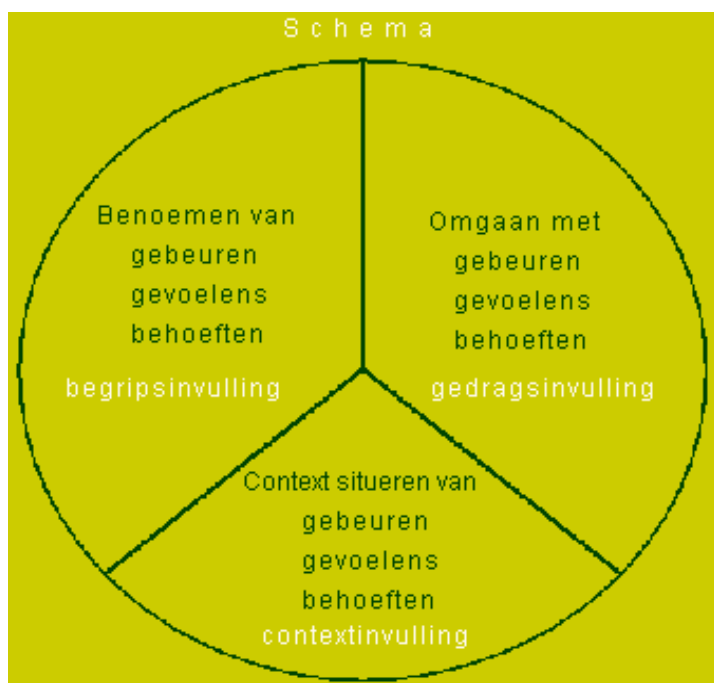 Schema
Benoemen van
gebeuren
gevoelens
behoeften
begripsinvulling
Omgaan met
gebeuren
gevoelens
behoeften
gedragsinvulling
Context situeren van
gebeuren
gevoelens
behoeften
contextinvulling